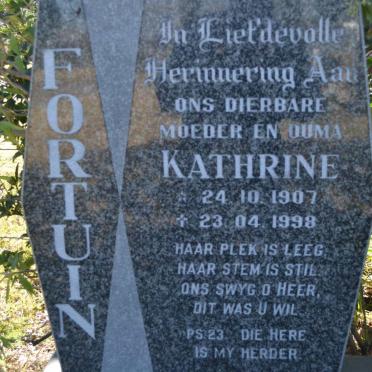 FORTUIN
In Liefdevolle
Herinnering Aan
ONS DIERBARE
MOEDER EN OUMA
KATHRINE
* 24.10.1907
+ 23.04.1998
HAAR PLEK IS LEEG,
HAAR STEM IS STIL
ONS SWYG O HEER,
DIT WAS U WIL
PS.23. DIE HERE
IS MY HERDER